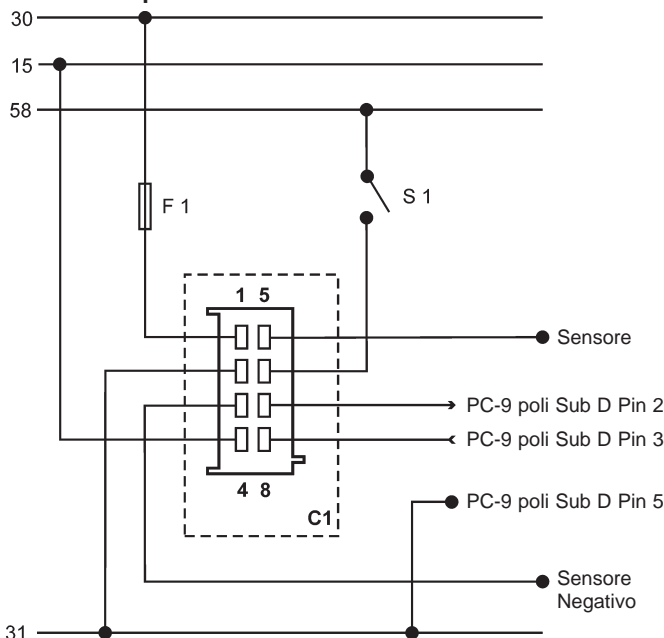 30
15
58
F 1
S 1
1 5
Sensore
PC-9 poli Sub D Pin 2
PC-9 poli Sub D Pin 3
4 8
C1
PC-9 poli Sub D Pin 5
Sensore
Negativo
31